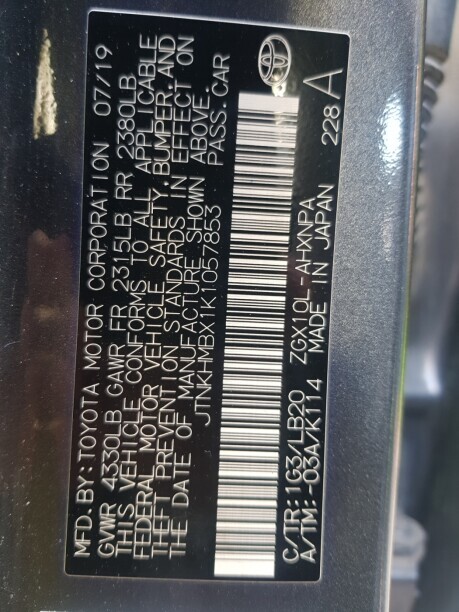 MFD. BY: TOYOTA MOTOR CORPORATION 07/19
GVWR 4330LB GAWR FR 2315LB RR 2380LB
THIS VEHICLE CONFORMS TO ALL APPLICABLE
FEDERAL MOTOR VEHICLE SAFETY, BUMPER, AND
THEFT PREVENTION STANDARDS IN EFFECT ON
THE DATE OF MANUFACTURE SHOWN ABOVE.
JTNKHMBX1K1057853 PASS. CAR
C/TR: 1G3/LB20 ZGX10L-AHXNPA
A/TM: -03A/K114 MADE IN JAPAN 228 A